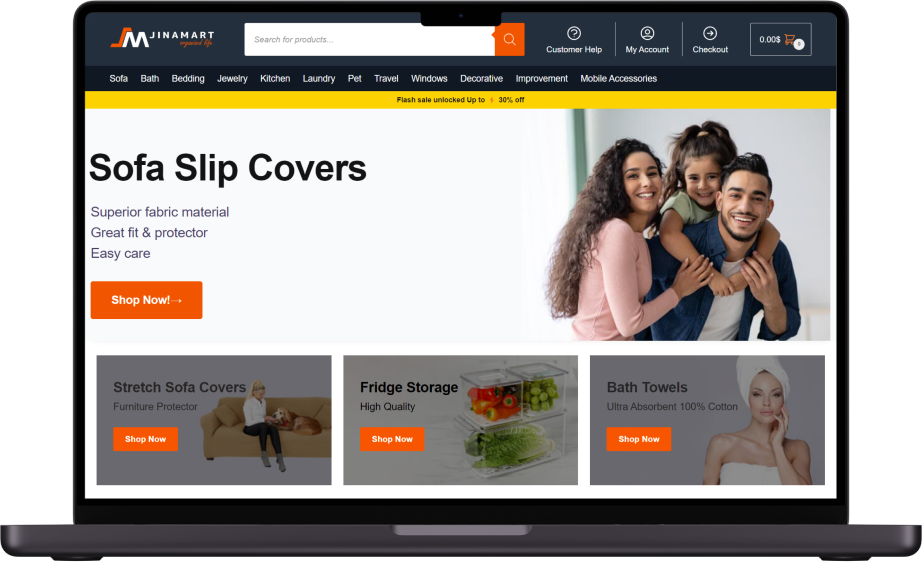 JINAMART
organized life
Search for products...
Customer Help
My Account
Checkout
0.00$
0
Sofa Bath Bedding Jewelry Kitchen Laundry Pet Travel Windows Decorative Improvement Mobile Accessories
Flash sale unlocked Up to 30% off
Sofa Slip Covers
Superior fabric material
Great fit & protector
Easy care
Shop Now!→
Stretch Sofa Covers
Furniture Protector
Shop Now
Fridge Storage
High Quality
Shop Now
Bath Towels
Ultra Absorbent 100% Cotton
Shop Now